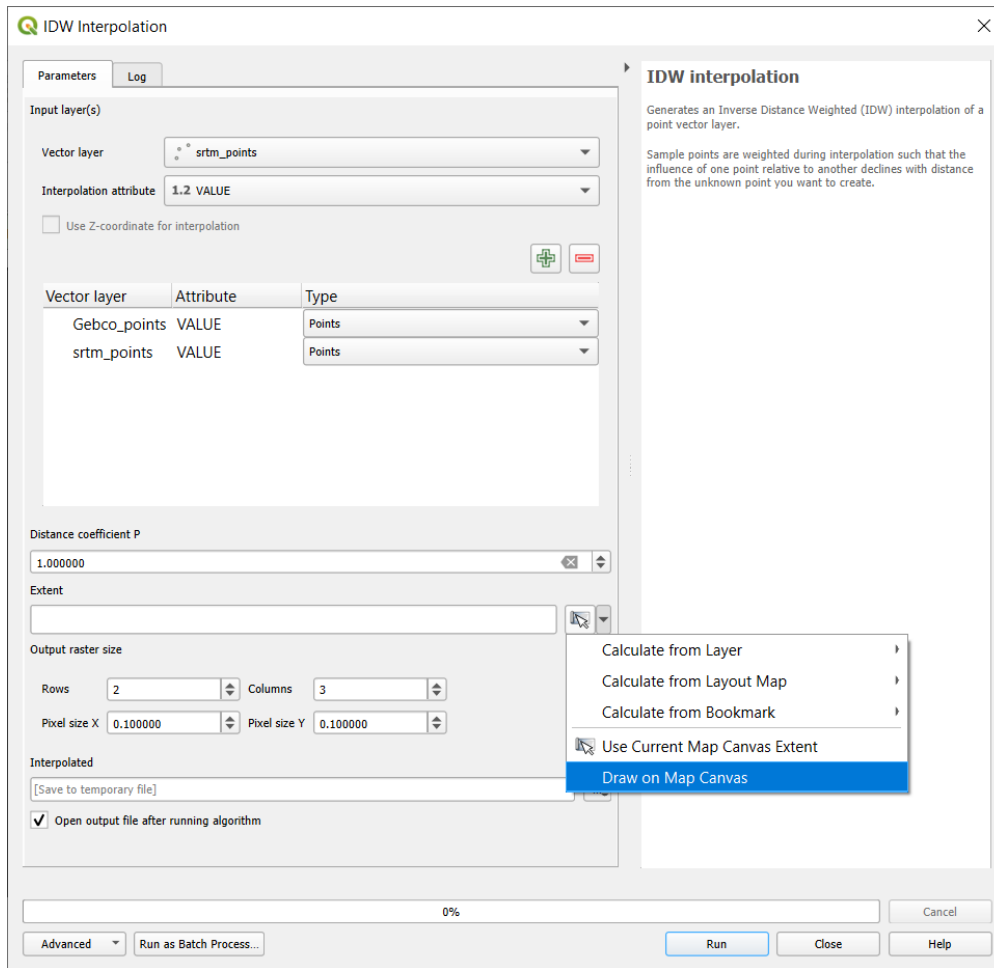 IDW Interpolation
Parameters
Log
Input layer(s)
Vector layer
srtm_points
Interpolation attribute
1.2 VALUE
Use Z-coordinate for interpolation
Vector layer Attribute Type
Gebco_points VALUE Points
srtm_points VALUE Points
Distance coefficient P
1.000000
Extent
Output raster size
Rows 2 Columns 3
Pixel size X 0.100000 Pixel size Y 0.100000
Interpolated
[Save to temporary file]
Open output file after running algorithm
Calculate from Layer
Calculate from Layout Map
Calculate from Bookmark
Use Current Map Canvas Extent
Draw on Map Canvas
IDW interpolation
Generates an Inverse Distance Weighted (IDW) interpolation of a
point vector layer.
Sample points are weighted during interpolation such that the
influence of one point relative to another declines with distance
from the unknown point you want to create.
0%
Cancel
Advanced
Run as Batch Process...
Run
Close
Help